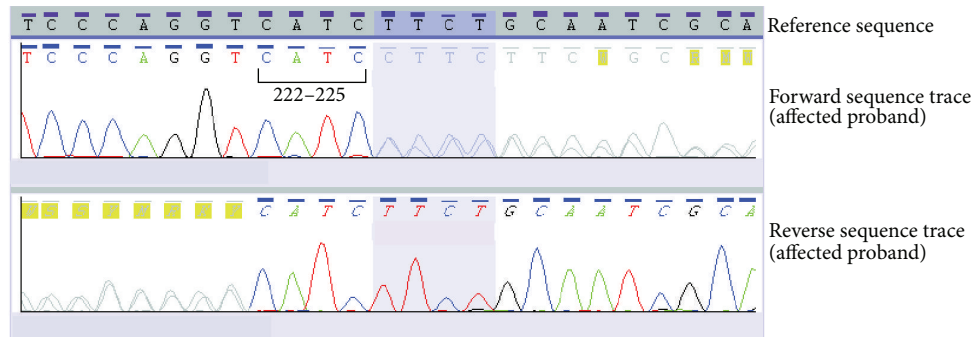 T C C C A G G T C A T C T T C T G C A A T C G C A
Reference sequence
T C C C A G G T C A T C C T T C T T C G C
222–225
Forward sequence trace
(affected proband)
C A T C T T C T G C A A T C G C A
Reverse sequence trace
(affected proband)